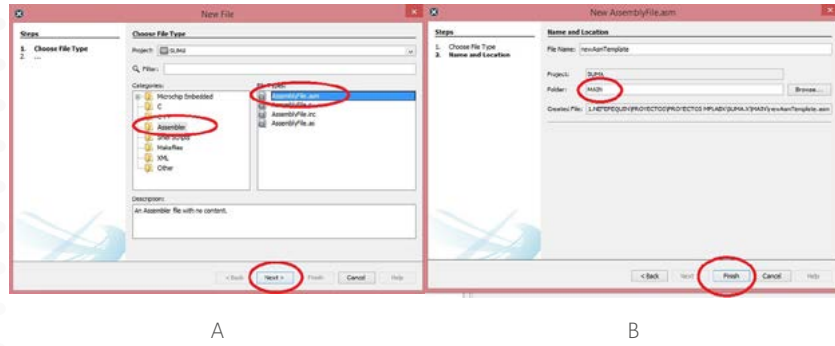 New File
Steps
1. Choose File Type
2. ...
Choose File Type
Project: SUMA
Filter:
Categories:
Microchip Embedded
C
C++
Assembler
Shell Scripts
Makefiles
XML
Other
File Types:
AssemblyFile.asm
AssemblyFile.s
AssemblyFile.inc
AssemblyFile.as
Description:
An Assembler file with no content.
< Back Next > Finish Cancel Help
A
New AssemblyFile.asm
Steps
1. Choose File Type
2. Name and Location
Name and Location
File Name: newAsmTemplate
Project: SUMA
Folder: MAIN Browse...
Created File:
< Back Next Finish Cancel Help
B